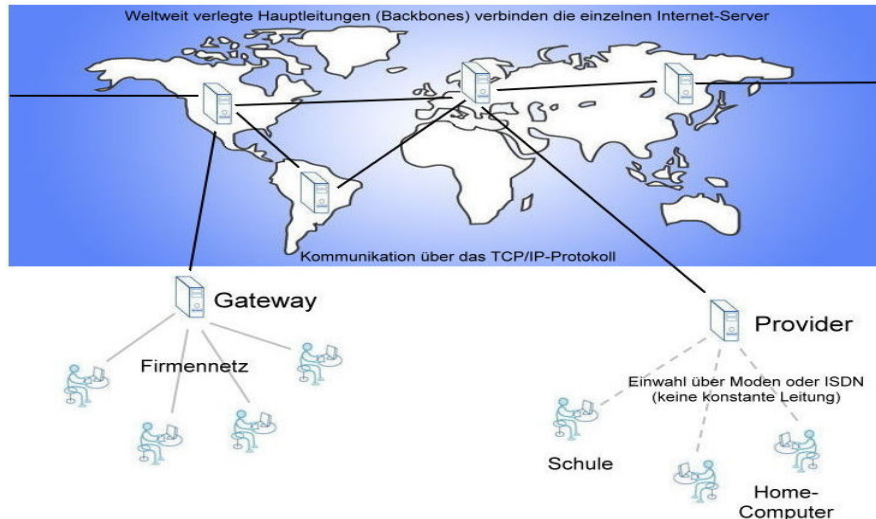 Weltweit verlegte Hauptleitungen (Backbones) verbinden die einzelnen Internet-Server
Kommunikation über das TCP/IP-Protokoll
Gateway
Provider
Firmennetz
Einwahl über Moden oder ISDN
(keine konstante Leitung)
Schule
Home-
Computer